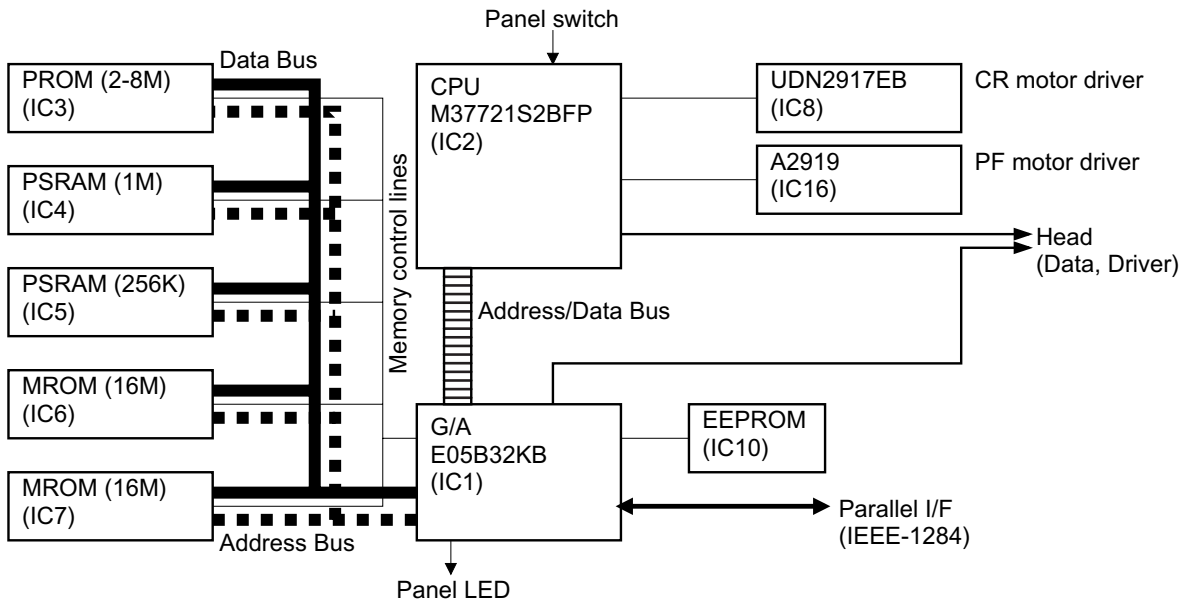 Panel switch
Data Bus
PROM (2-8M)
(IC3)
PSRAM (1M)
(IC4)
PSRAM (256K)
(IC5)
MROM (16M)
(IC6)
MROM (16M)
(IC7)
Address Bus
Memory control lines
CPU
M37721S2BFP
(IC2)
Address/Data Bus
G/A
E05B32KB
(IC1)
Panel LED
UDN2917EB
(IC8)
CR motor driver
A2919
(IC16)
PF motor driver
Head
(Data, Driver)
EEPROM
(IC10)
Parallel I/F
(IEEE-1284)